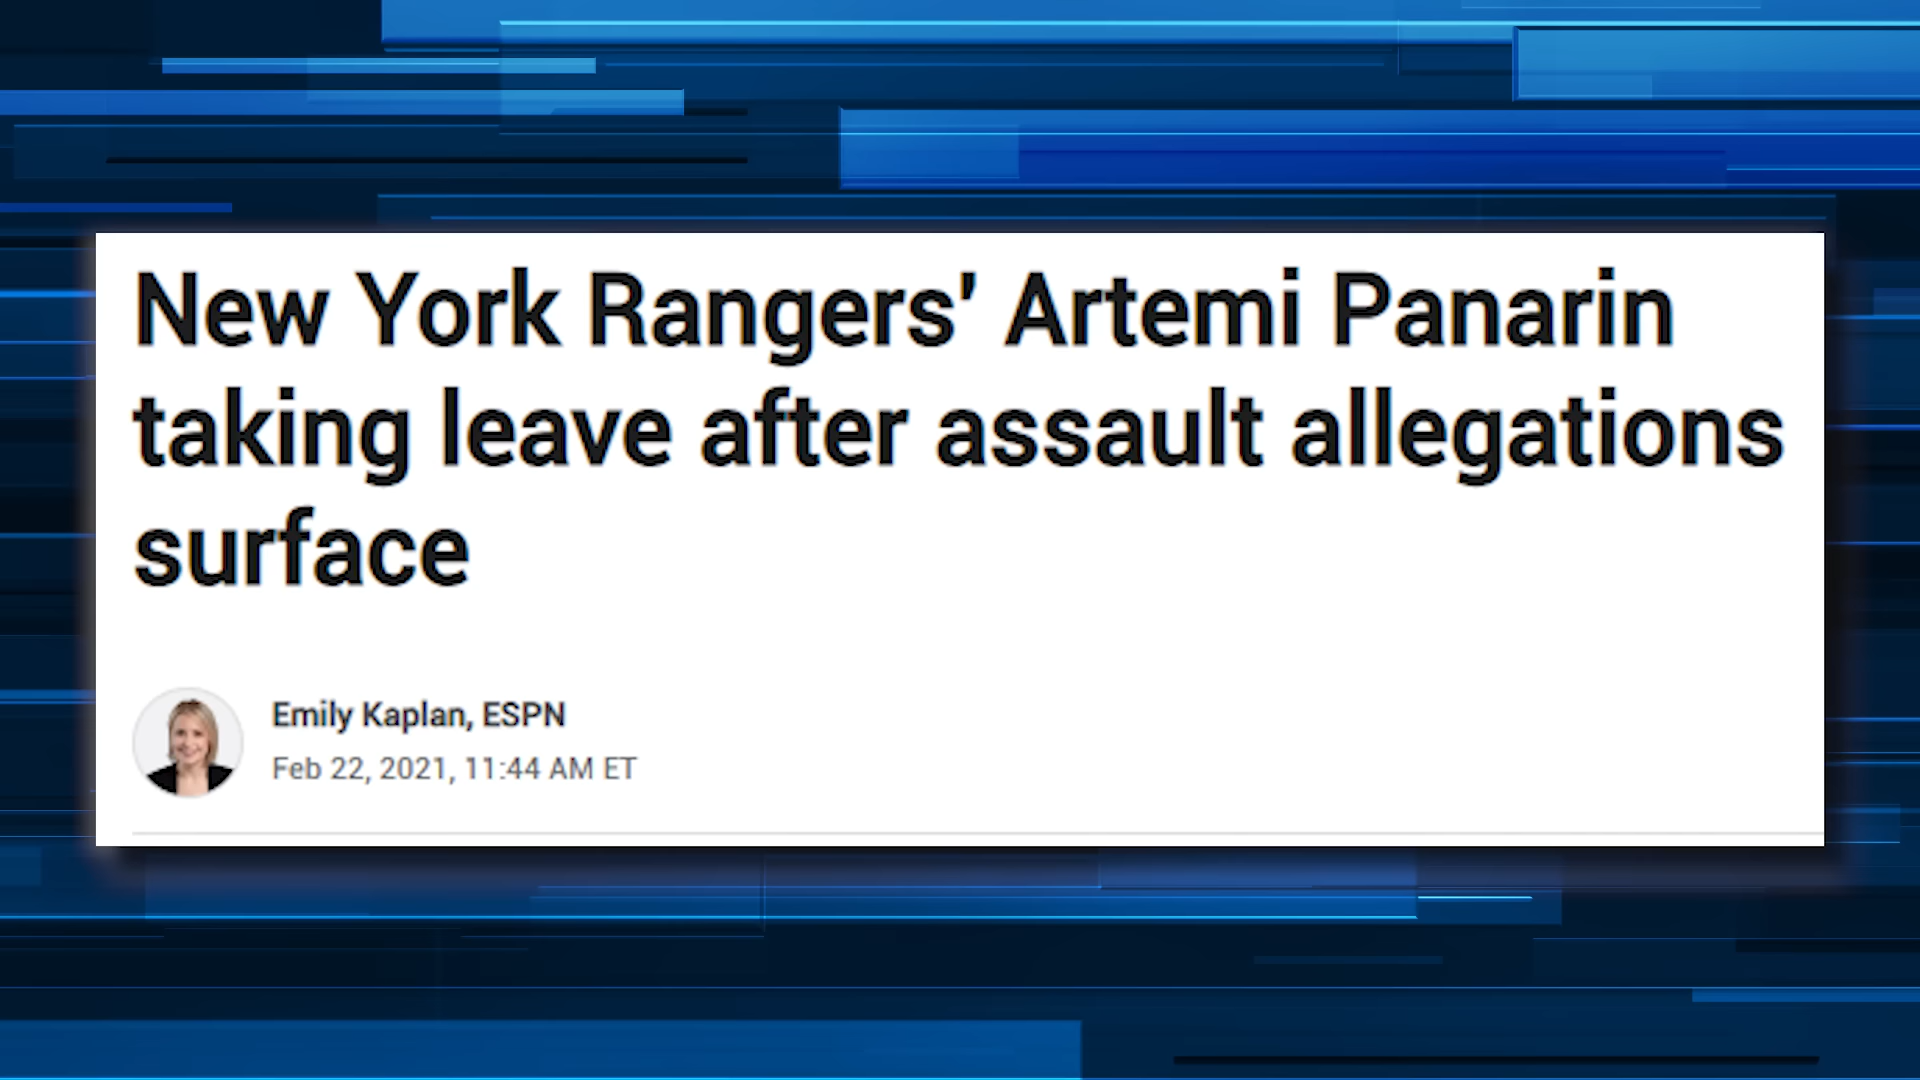 New York Rangers' Artemi Panarin
taking leave after assault allegations
surface
Emily Kaplan, ESPN
Feb 22, 2021, 11:44 AM ET